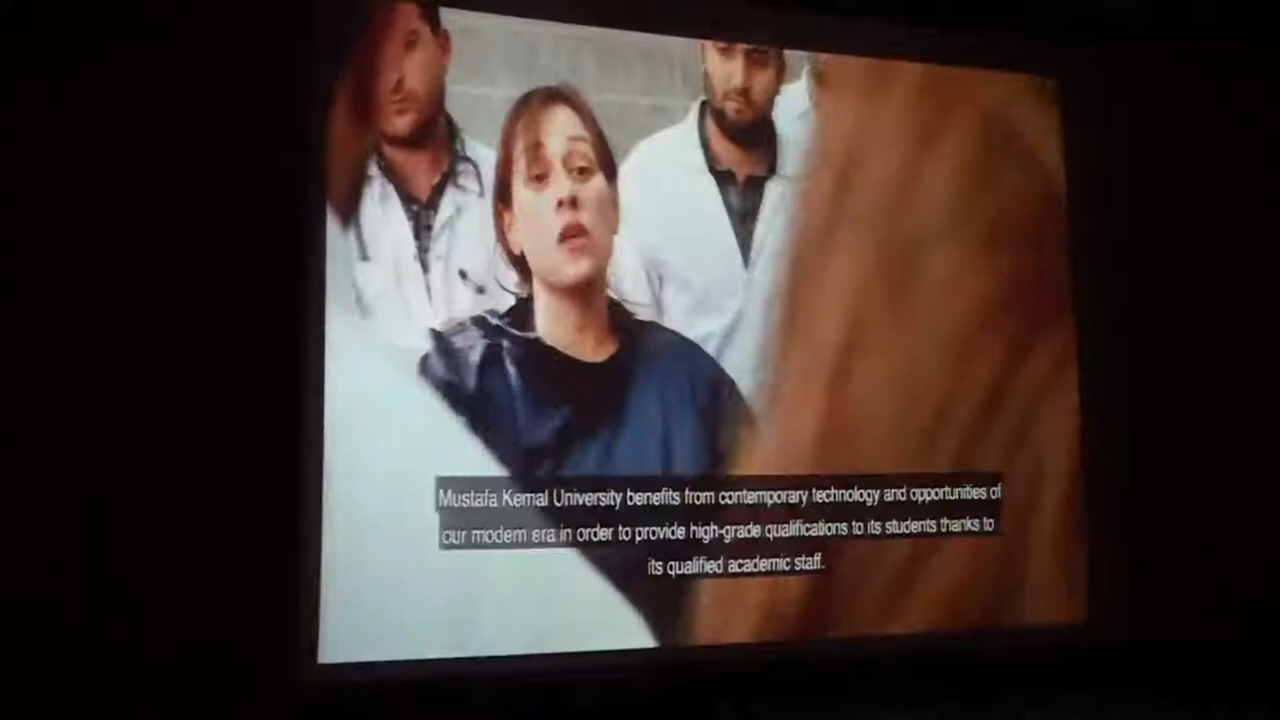 Mustafa Kemal University benefits from contemporary technology and opportunities of
our modern era in order to provide high-grade qualifications to its students thanks to
its qualified academic staff.